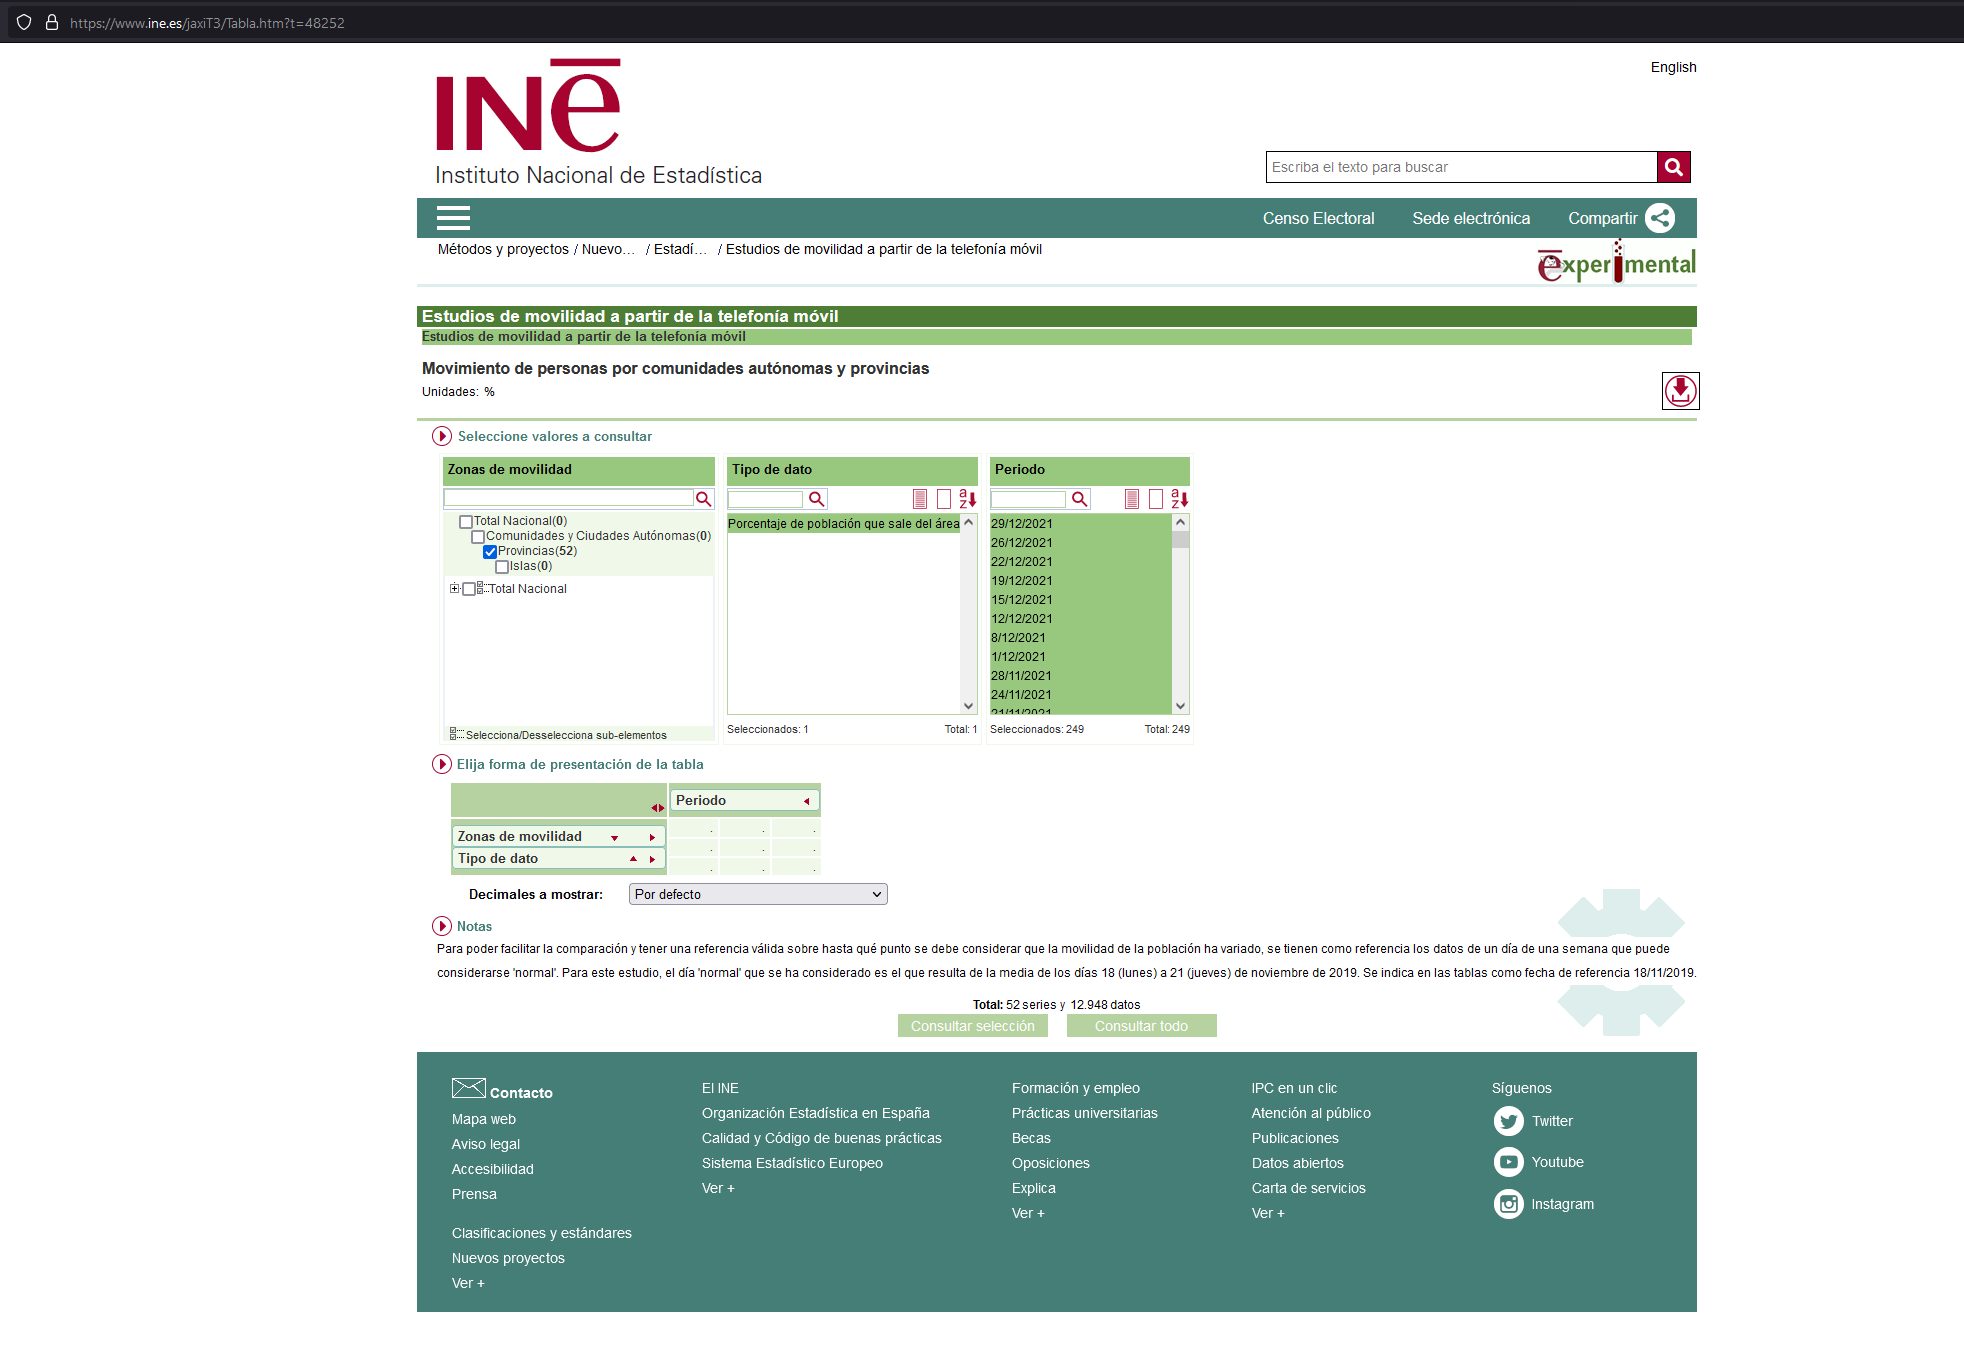 https://www.ine.es/jaxiT3/Tabla.htm?t=48252
English
INe
Instituto Nacional de Estadística
Escriba el texto para buscar
Censo Electoral Sede electrónica Compartir
Métodos y proyectos / Nuevo… / Estadí… / Estudios de movilidad a partir de la telefonía móvil
experimental
Estudios de movilidad a partir de la telefonía móvil
Estudios de movilidad a partir de la telefonía móvil
Movimiento de personas por comunidades autónomas y provincias
Unidades: %
Seleccione valores a consultar
Zonas de movilidad
Total Nacional(0)
Comunidades y Ciudades Autónomas(0)
Provincias(52)
Islas(0)
Total Nacional
Selecciona/Desselecciona sub-elementos
Tipo de dato
a z
Porcentaje de población que sale del área
Seleccionados: 1 Total: 1
Periodo
a z
29/12/2021
26/12/2021
22/12/2021
19/12/2021
15/12/2021
12/12/2021
8/12/2021
1/12/2021
28/11/2021
24/11/2021
21/11/2021
Seleccionados: 249 Total: 249
Elija forma de presentación de la tabla
Periodo
Zonas de movilidad
Tipo de dato
Decimales a mostrar: Por defecto
Notas
Para poder facilitar la comparación y tener una referencia válida sobre hasta qué punto se debe considerar que la movilidad de la población ha variado, se tienen como referencia los datos de un día de una semana que puede
considerarse 'normal'. Para este estudio, el día 'normal' que se ha considerado es el que resulta de la media de los días 18 (lunes) a 21 (jueves) de noviembre de 2019. Se indica en las tablas como fecha de referencia 18/11/2019.
Total: 52 series y 12.948 datos
Consultar selección Consultar todo
Contacto
Mapa web
Aviso legal
Accesibilidad
Prensa
Clasificaciones y estándares
Nuevos proyectos
Ver +
El INE
Organización Estadística en España
Calidad y Código de buenas prácticas
Sistema Estadístico Europeo
Ver +
Formación y empleo
Prácticas universitarias
Becas
Oposiciones
Explica
Ver +
IPC en un clic
Atención al público
Publicaciones
Datos abiertos
Carta de servicios
Ver +
Síguenos
Twitter
Youtube
Instagram